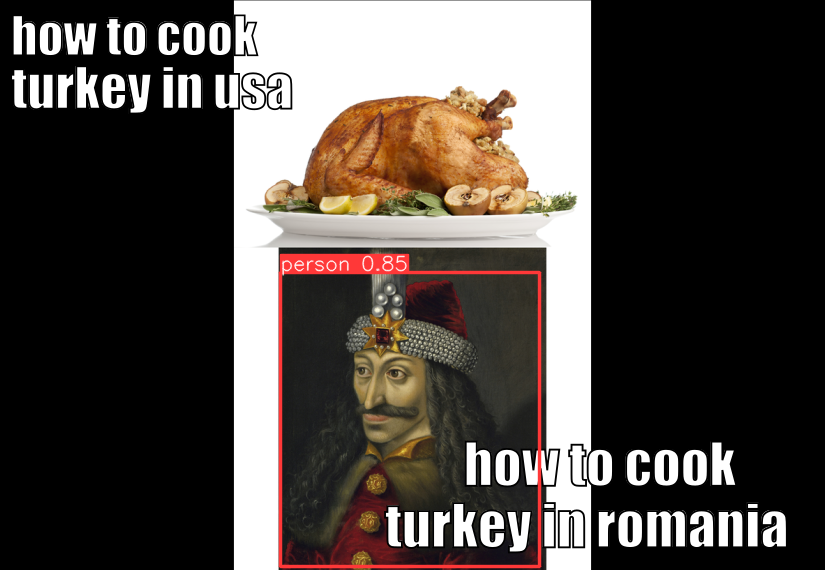 how to cook
turkey in usa
person 0.85
how to cook
turkey in romania